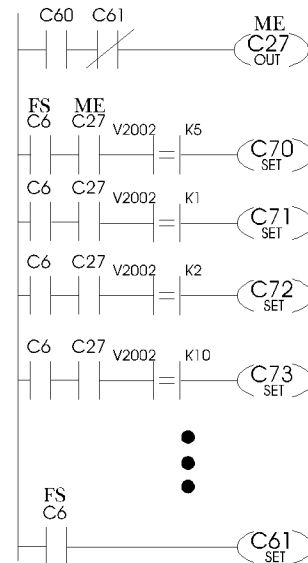 C60 C61 ME
C27
OUT
FS ME
C6 C27 V2002 = K5 C70
SET
C6 C27 V2002 = K1 C71
SET
C6 C27 V2002 = K2 C72
SET
C6 C27 V2002 = K10 C73
SET
FS
C6 C61
SET